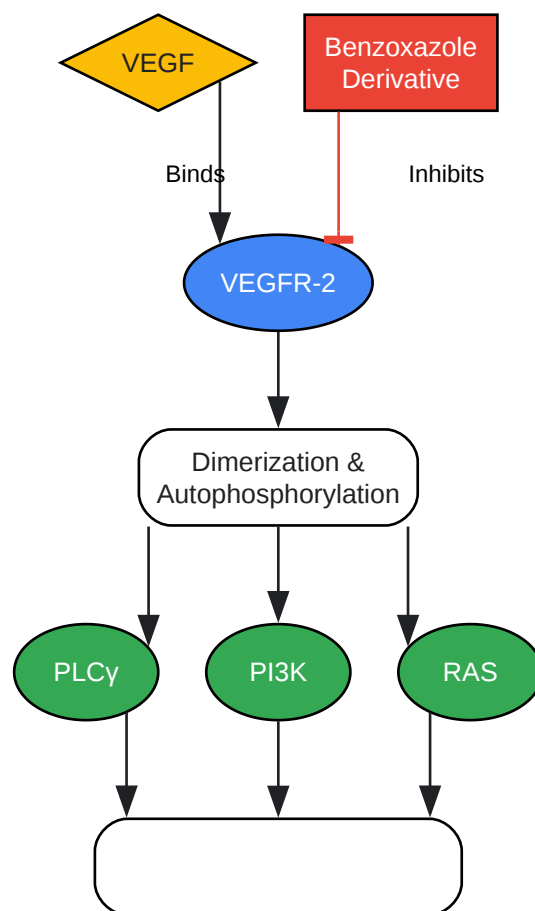 VEGF
Benzoxazole
Derivative
Binds
Inhibits
VEGFR-2
Dimerization &
Autophosphorylation
PLCγ
PI3K
RAS